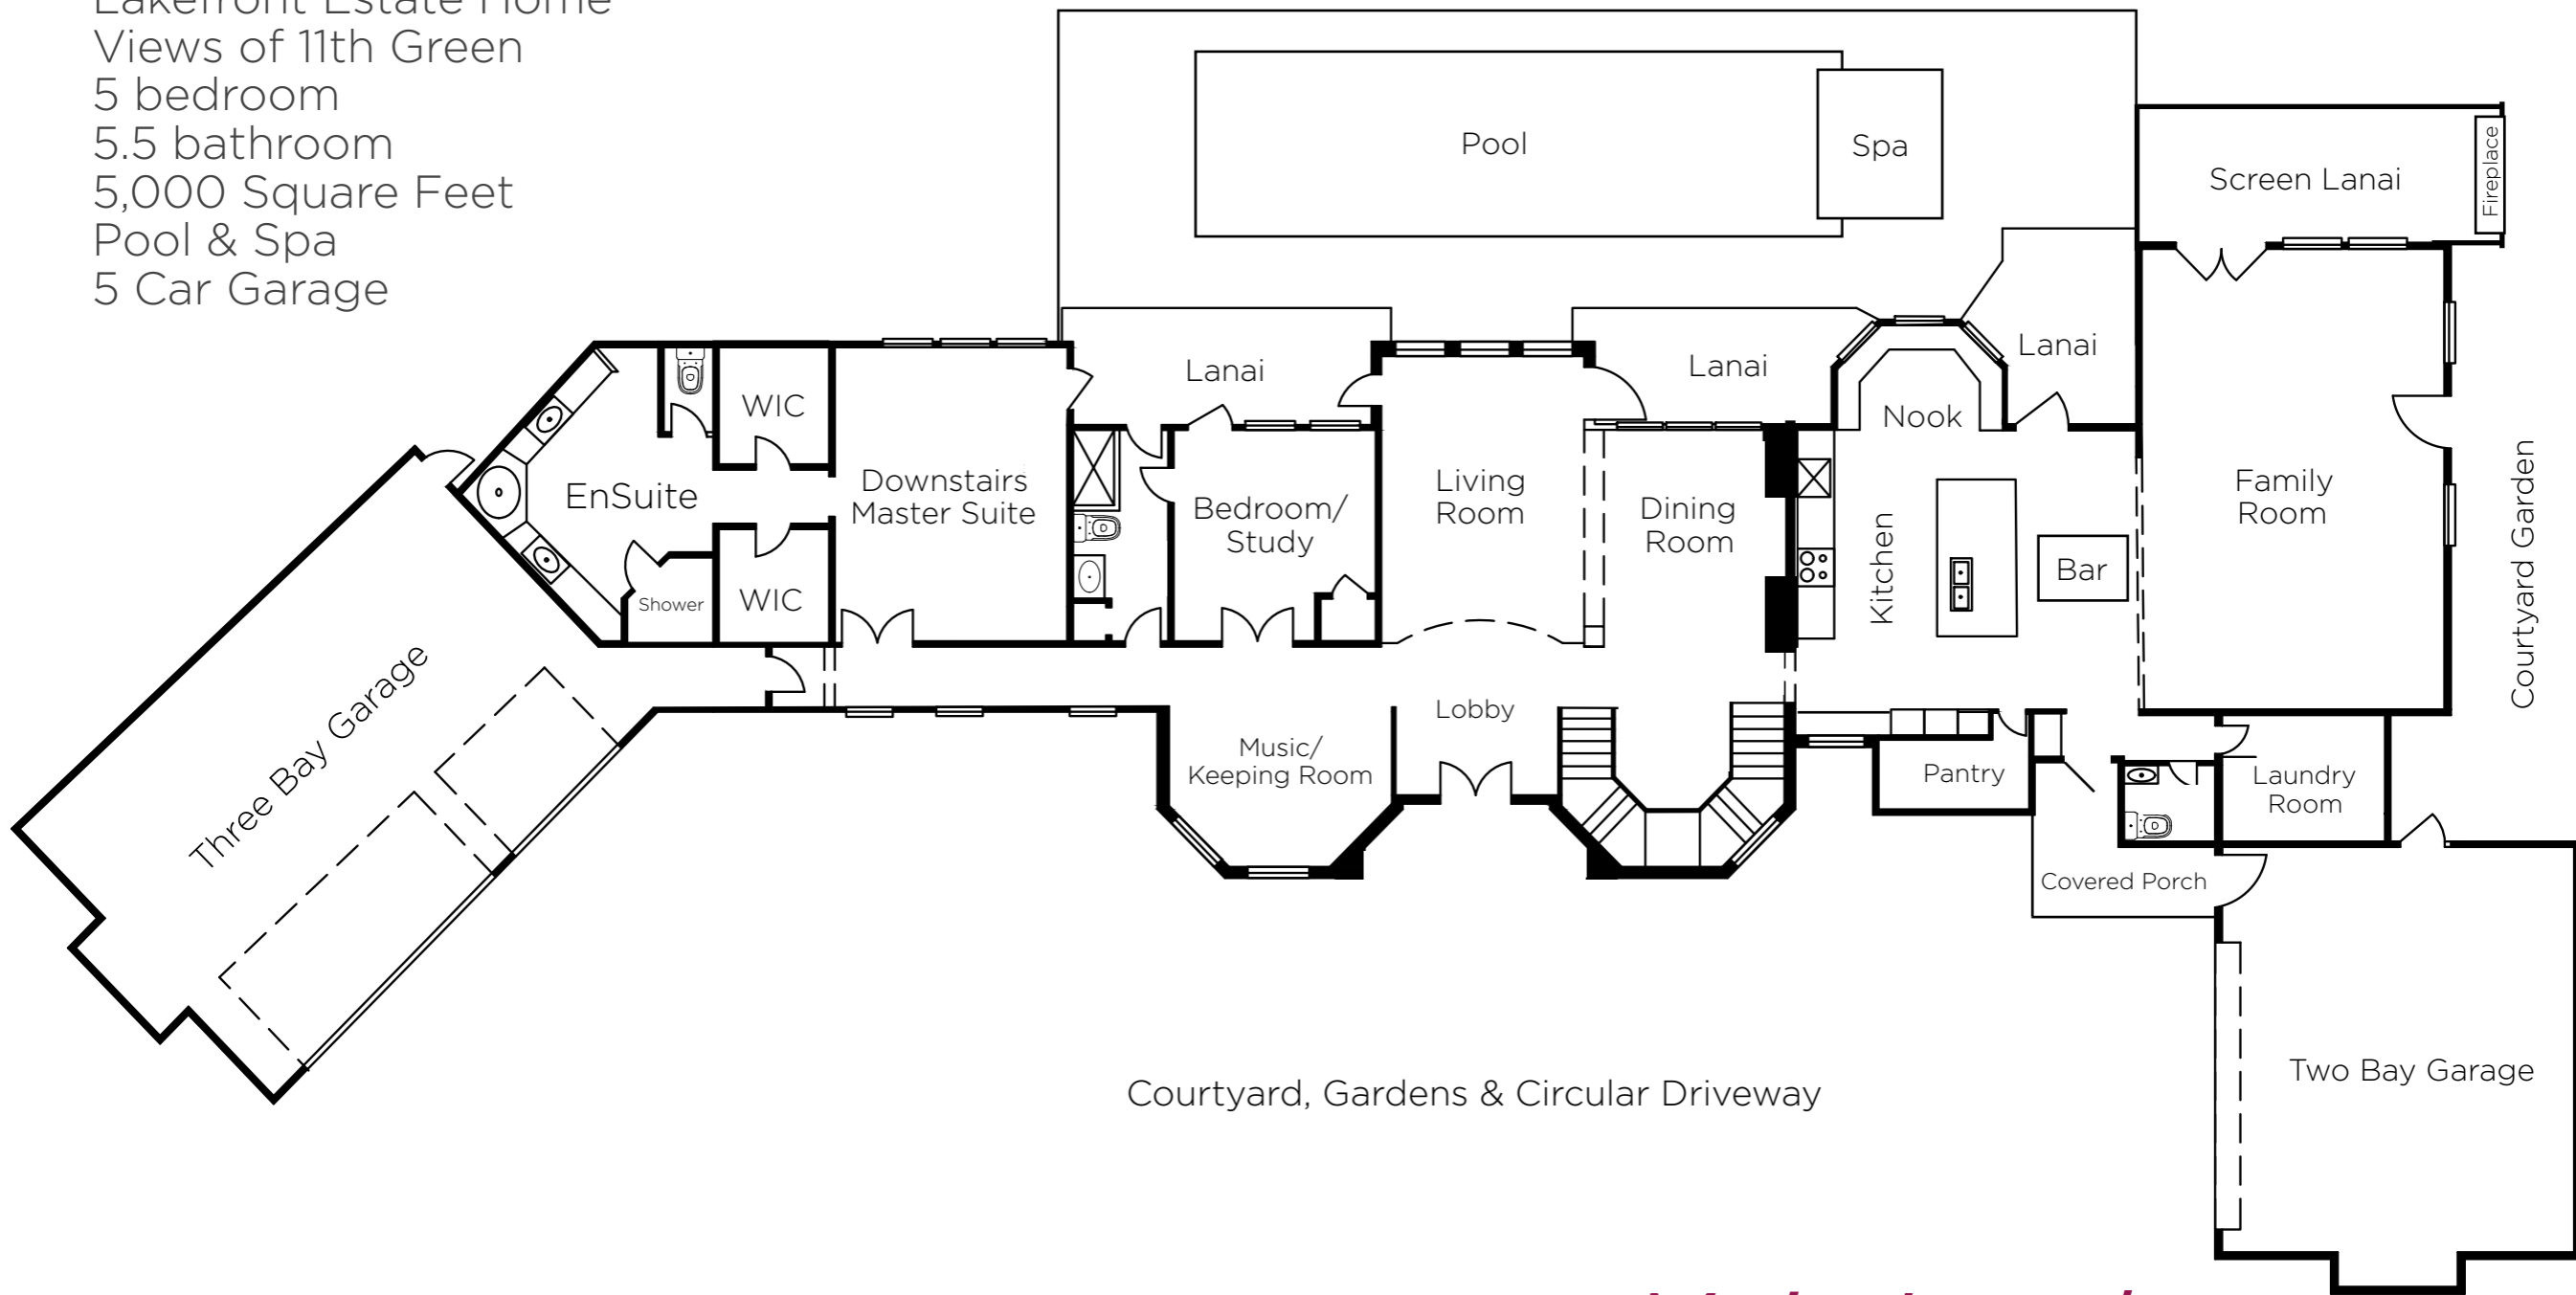 Lakefront Estate Home
Views of 11th Green
5 bedroom
5.5 bathroom
5,000 Square Feet
Pool & Spa
5 Car Garage
Pool
Spa
Screen Lanai
Fireplace
Lanai
Lanai
Lanai
Nook
WIC
EnSuite
Downstairs
Master Suite
Bedroom/
Study
Living
Room
Dining
Room
Kitchen
Bar
Family
Room
Courtyard Garden
Shower
WIC
Three Bay Garage
Lobby
Music/
Keeping Room
Pantry
Laundry
Room
Covered Porch
Two Bay Garage
Courtyard, Gardens & Circular Driveway